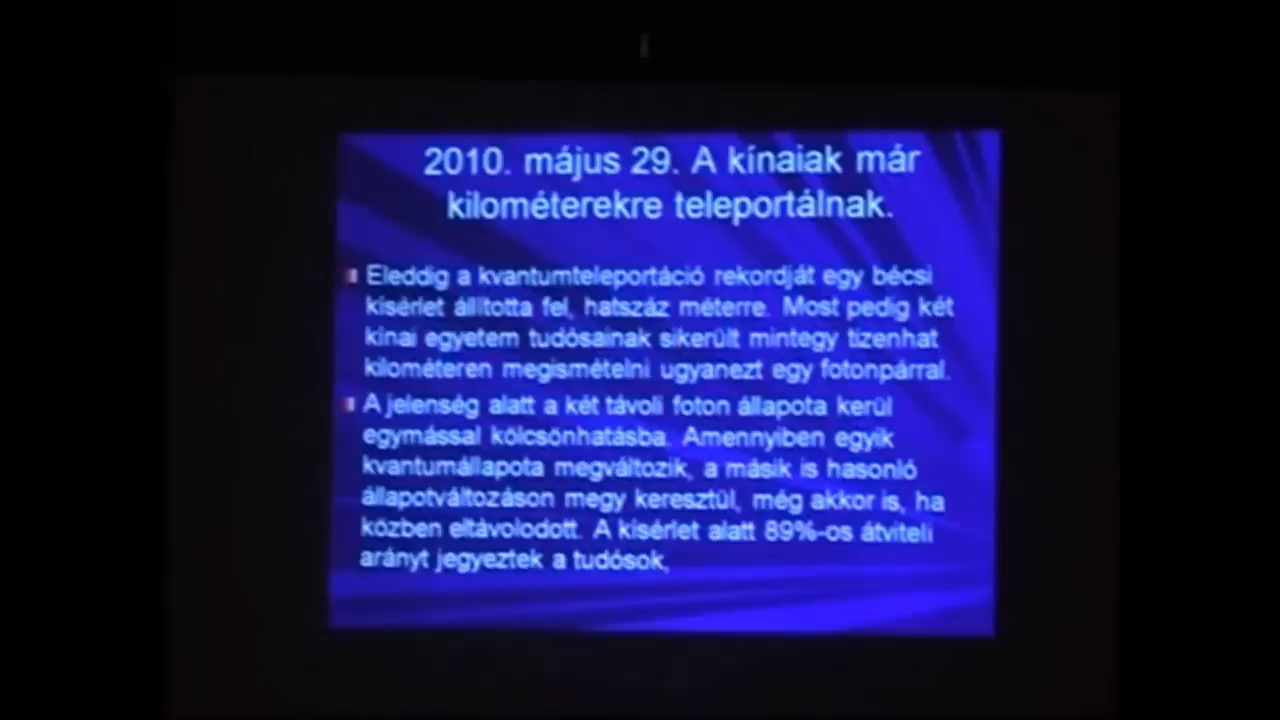 2010. május 29. A kínaiak már
kilométerekre teleportálnak.
Eleddig a kvantumteleportáció rekordját egy bécsi
kísérlet állította fel, hatszáz méterre. Most pedig két
kínai egyetem tudósainak sikerült mintegy tizenhat
kilométeren megismételni ugyanezt egy fotonpárral.
A jelenség alatt a két távoli foton állapota kerül
egymással kölcsönhatásba. Amennyiben egyik
kvantumállapota megváltozik, a másik is hasonló
állapotváltozáson megy keresztül, még akkor is, ha
közben eltávolodott. A kísérlet alatt 89%-os átviteli
arányt jegyeztek a tudósok,